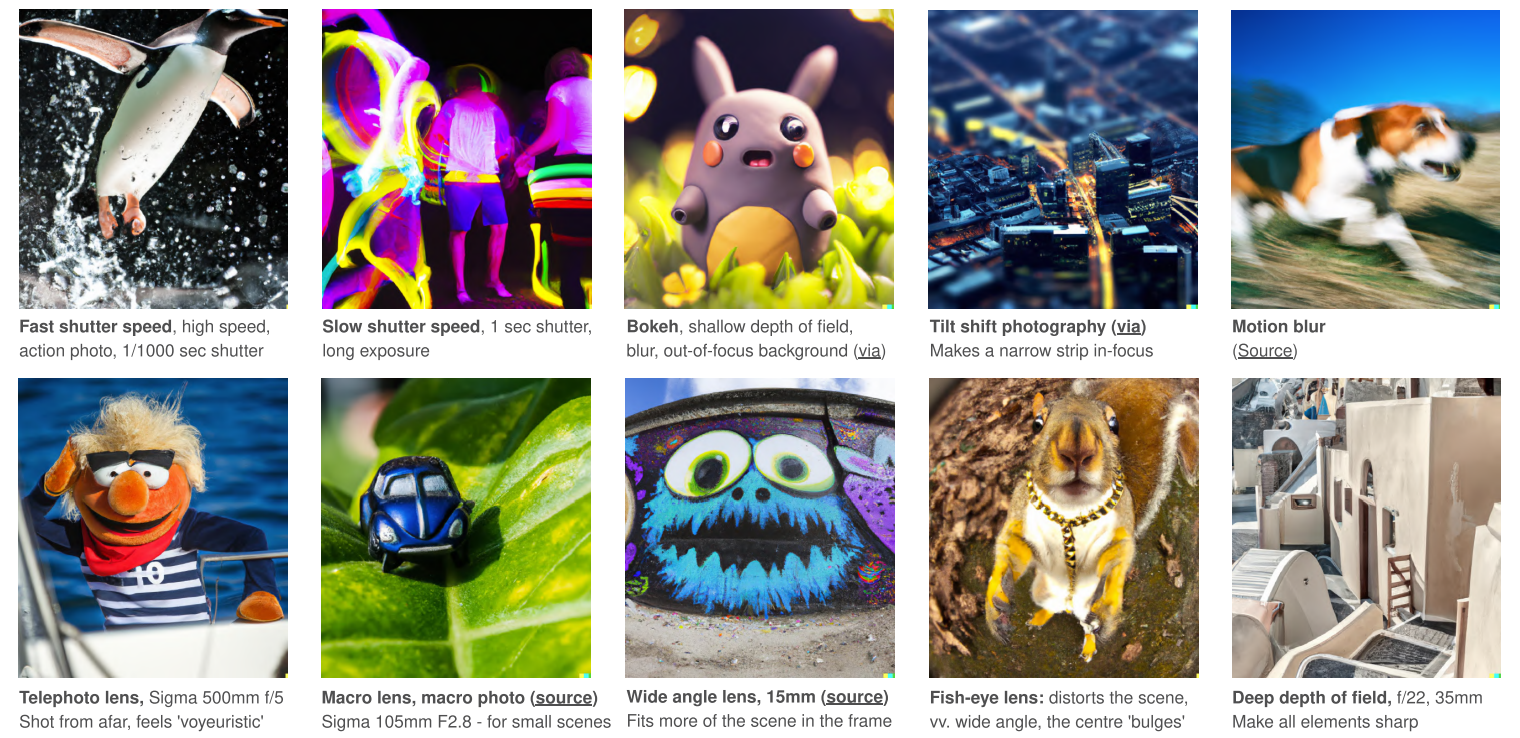 Fast shutter speed, high speed,
action photo, 1/1000 sec shutter
Slow shutter speed, 1 sec shutter,
long exposure
Bokeh, shallow depth of field,
blur, out-of-focus background (via)
Tilt shift photography (via)
Makes a narrow strip in-focus
Motion blur
(Source)
10
Telephoto lens, Sigma 500mm f/5
Shot from afar, feels 'voyeuristic'
Macro lens, macro photo (source)
Sigma 105mm F2.8 - for small scenes
Wide angle lens, 15mm (source)
Fits more of the scene in the frame
Fish-eye lens: distorts the scene,
vv. wide angle, the centre 'bulges'
Deep depth of field, f/22, 35mm
Make all elements sharp